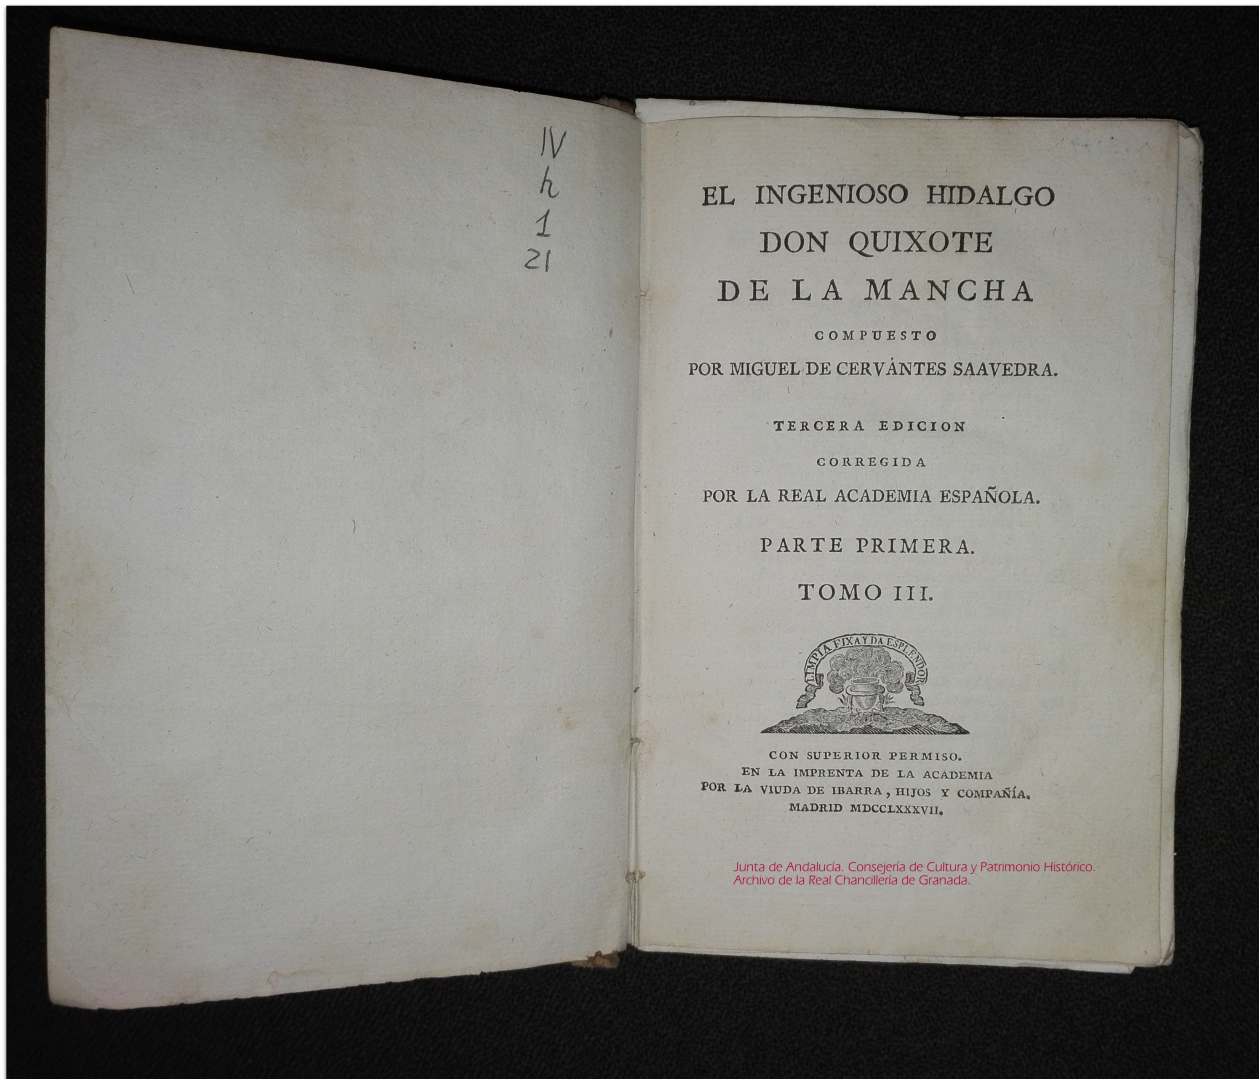 IV
h
1
21
EL INGENIOSO HIDALGO
DON QUIXOTE
DE LA MANCHA
COMPUESTO
POR MIGUEL DE CERVÁNTES SAAVEDRA.
TERCERA EDICION
CORREGIDA
POR LA REAL ACADEMIA ESPAÑOLA.
PARTE PRIMERA.
TOMO III.
LIMPIA FIXA Y DA ESPLENDOR
CON SUPERIOR PERMISO.
EN LA IMPRENTA DE LA ACADEMIA
POR LA VIUDA DE IBARRA, HIJOS Y COMPAÑÍA.
MADRID MDCCLXXXVII.
Junta de Andalucía. Consejería de Cultura y Patrimonio Histórico.
Archivo de la Real Chancillería de Granada.